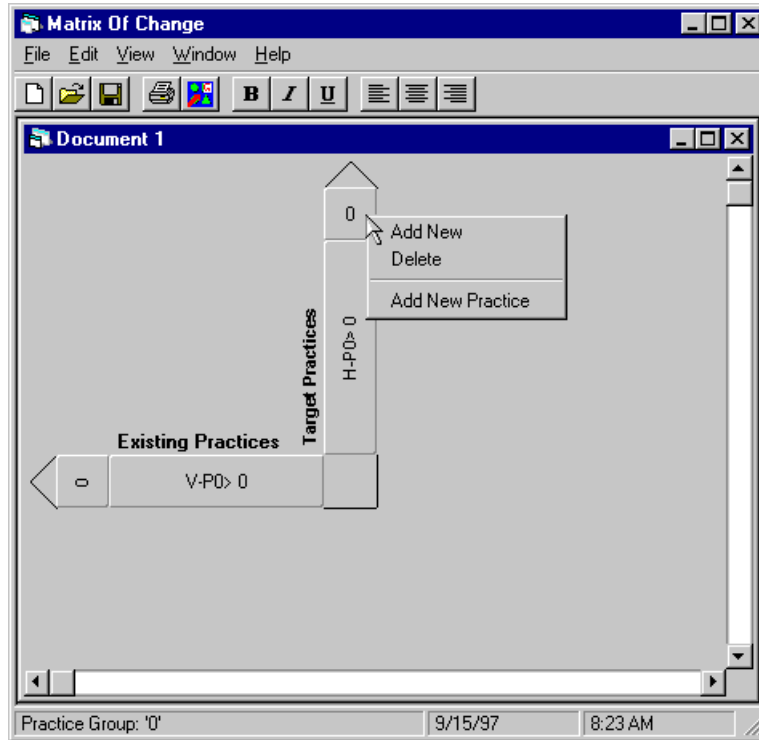 Matrix Of Change
File Edit View Window Help
B I U
Document 1
0
Add New
Delete
Add New Practice
H-P0> 0
Target Practices
Existing Practices
0 V-P0> 0
Practice Group: '0' 9/15/97 8:23 AM